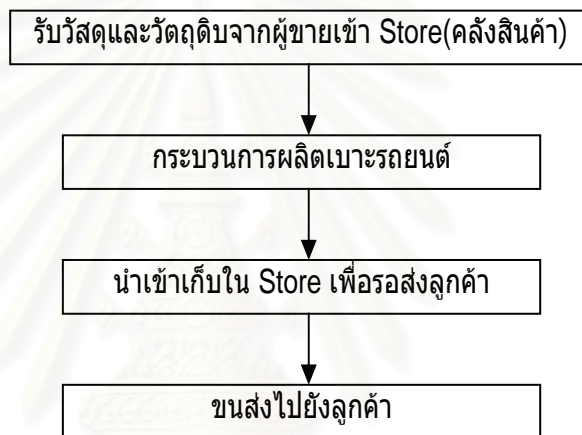 รับวัสดุและวัตถุดิบจากผู้ขายเข้า Store(คลังสินค้า)
กระบวนการผลิตเบาะรถยนต์
นำเข้าเก็บใน Store เพื่อรอส่งลูกค้า
ขนส่งไปยังลูกค้า